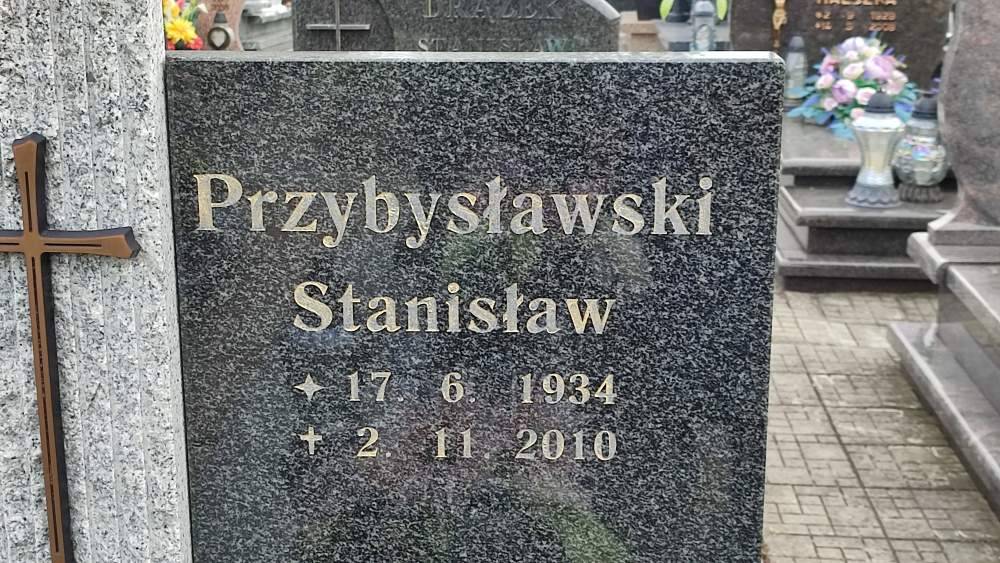 Przybysławski
Stanisław
✦ 17. 6. 1934
✝ 2. 11. 2010